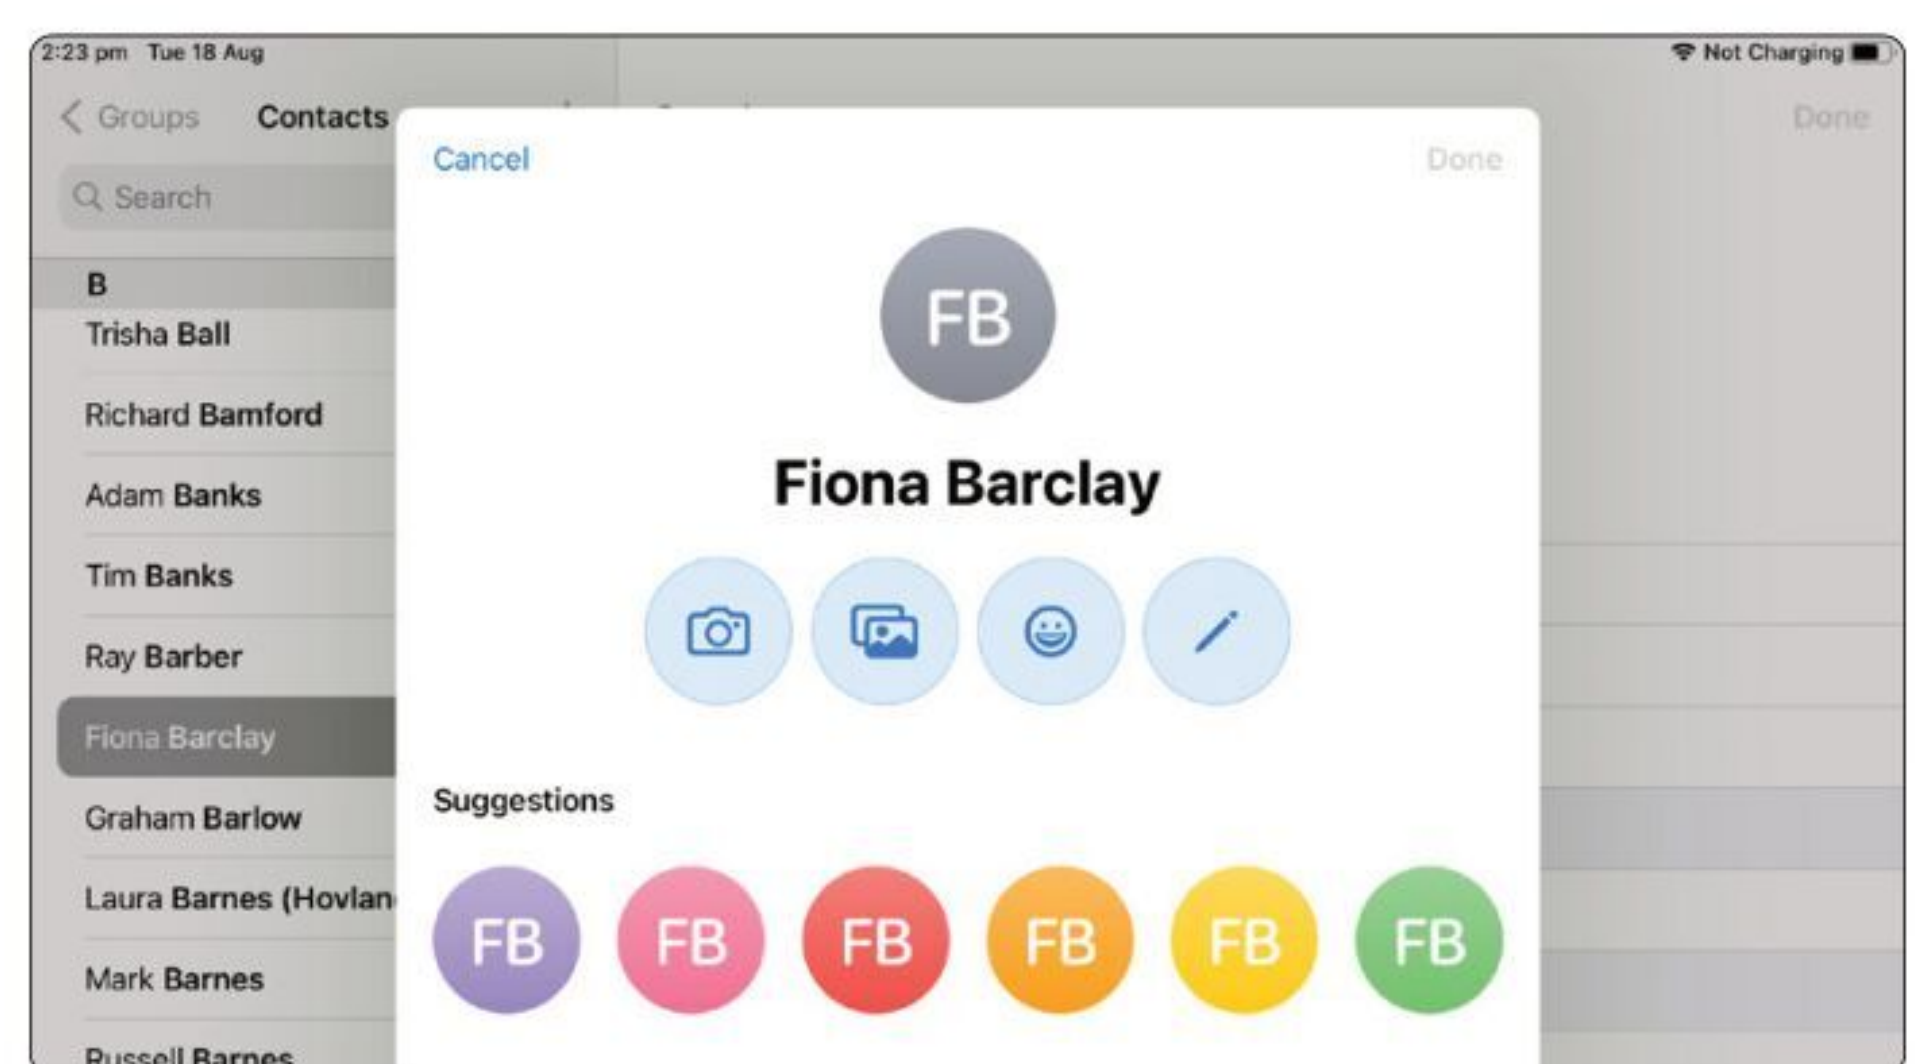 2:23 pm Tue 18 Aug
Not Charging
Groups
Contacts
Done
Search
B
Trisha Ball
Richard Bamford
Adam Banks
Tim Banks
Ray Barber
Fiona Barclay
Graham Barlow
Laura Barnes (Hovlan
Mark Barnes
Russell Barnes
Cancel
Done
FB
Fiona Barclay
Suggestions
FB FB FB FB FB FB